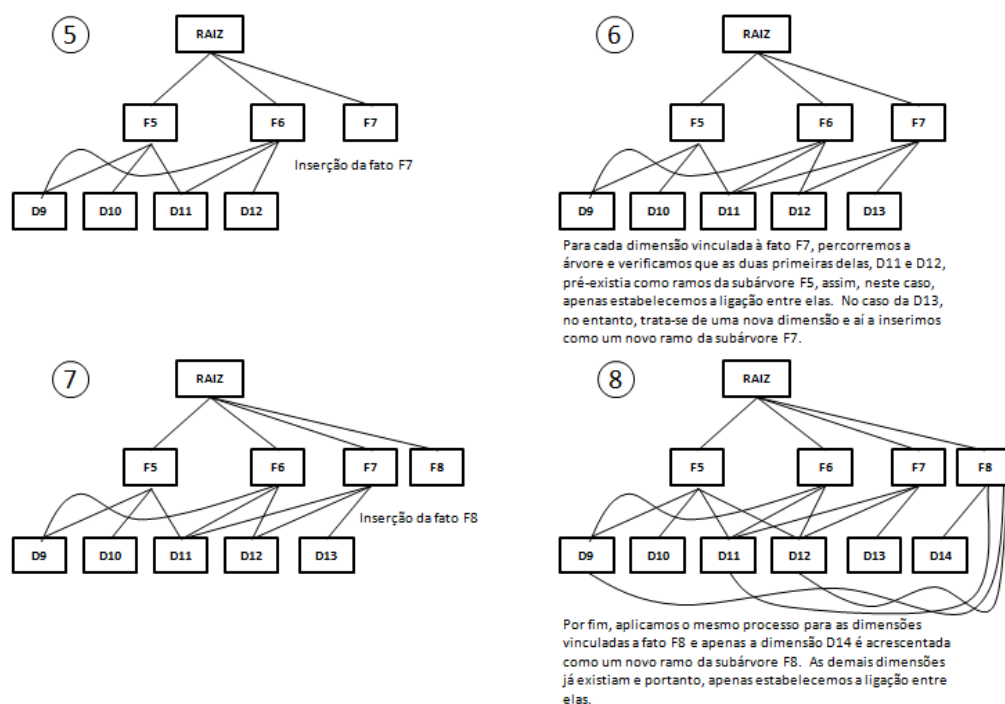 5
RAIZ
F5 F6 F7
Inserção da fato F7
D9 D10 D11 D12
6
RAIZ
F5 F6 F7
D9 D10 D11 D12 D13
Para cada dimensão vinculada à fato F7, percorremos a
árvore e verificamos que as duas primeiras delas, D11 e D12,
pré-existia como ramos da subárvore F5, assim, neste caso,
apenas estabelecemos a ligação entre elas. No caso da D13,
no entanto, trata-se de uma nova dimensão e aí a inserimos
como um novo ramo da subárvore F7.
7
RAIZ
F5 F6 F7 F8
Inserção da fato F8
D9 D10 D11 D12 D13
8
RAIZ
F5 F6 F7 F8
D9 D10 D11 D12 D13 D14
Por fim, aplicamos o mesmo processo para as dimensões
vinculadas a fato F8 e apenas a dimensão D14 é acrescentada
como um novo ramo da subárvore F8. As demais dimensões
já existiam e portanto, apenas estabelecemos a ligação entre
elas.